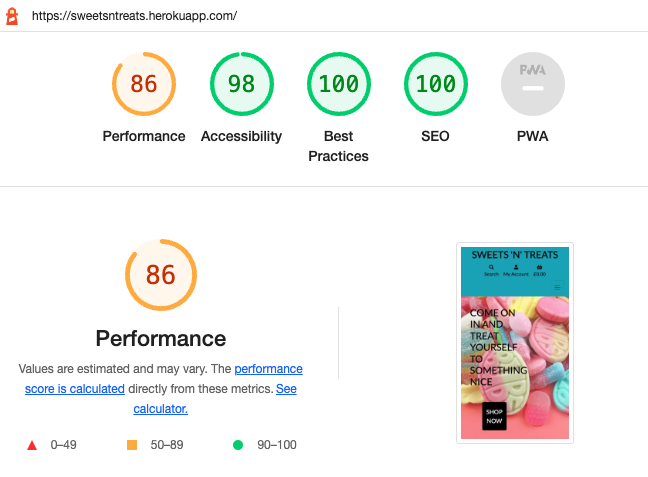 https://sweetsntreats.herokuapp.com/
86
98
100
100
PWA
Performance
Accessibility
Best
Practices
SEO
PWA
86
Performance
Values are estimated and may vary. The performance
score is calculated directly from these metrics. See
calculator.
0–49
50–89
90–100
SWEETS 'N' TREATS
Search
My Account
£0.00
COME ON
IN AND
TREAT
YOURSELF
TO
SOMETHING
NICE
SHOP
NOW